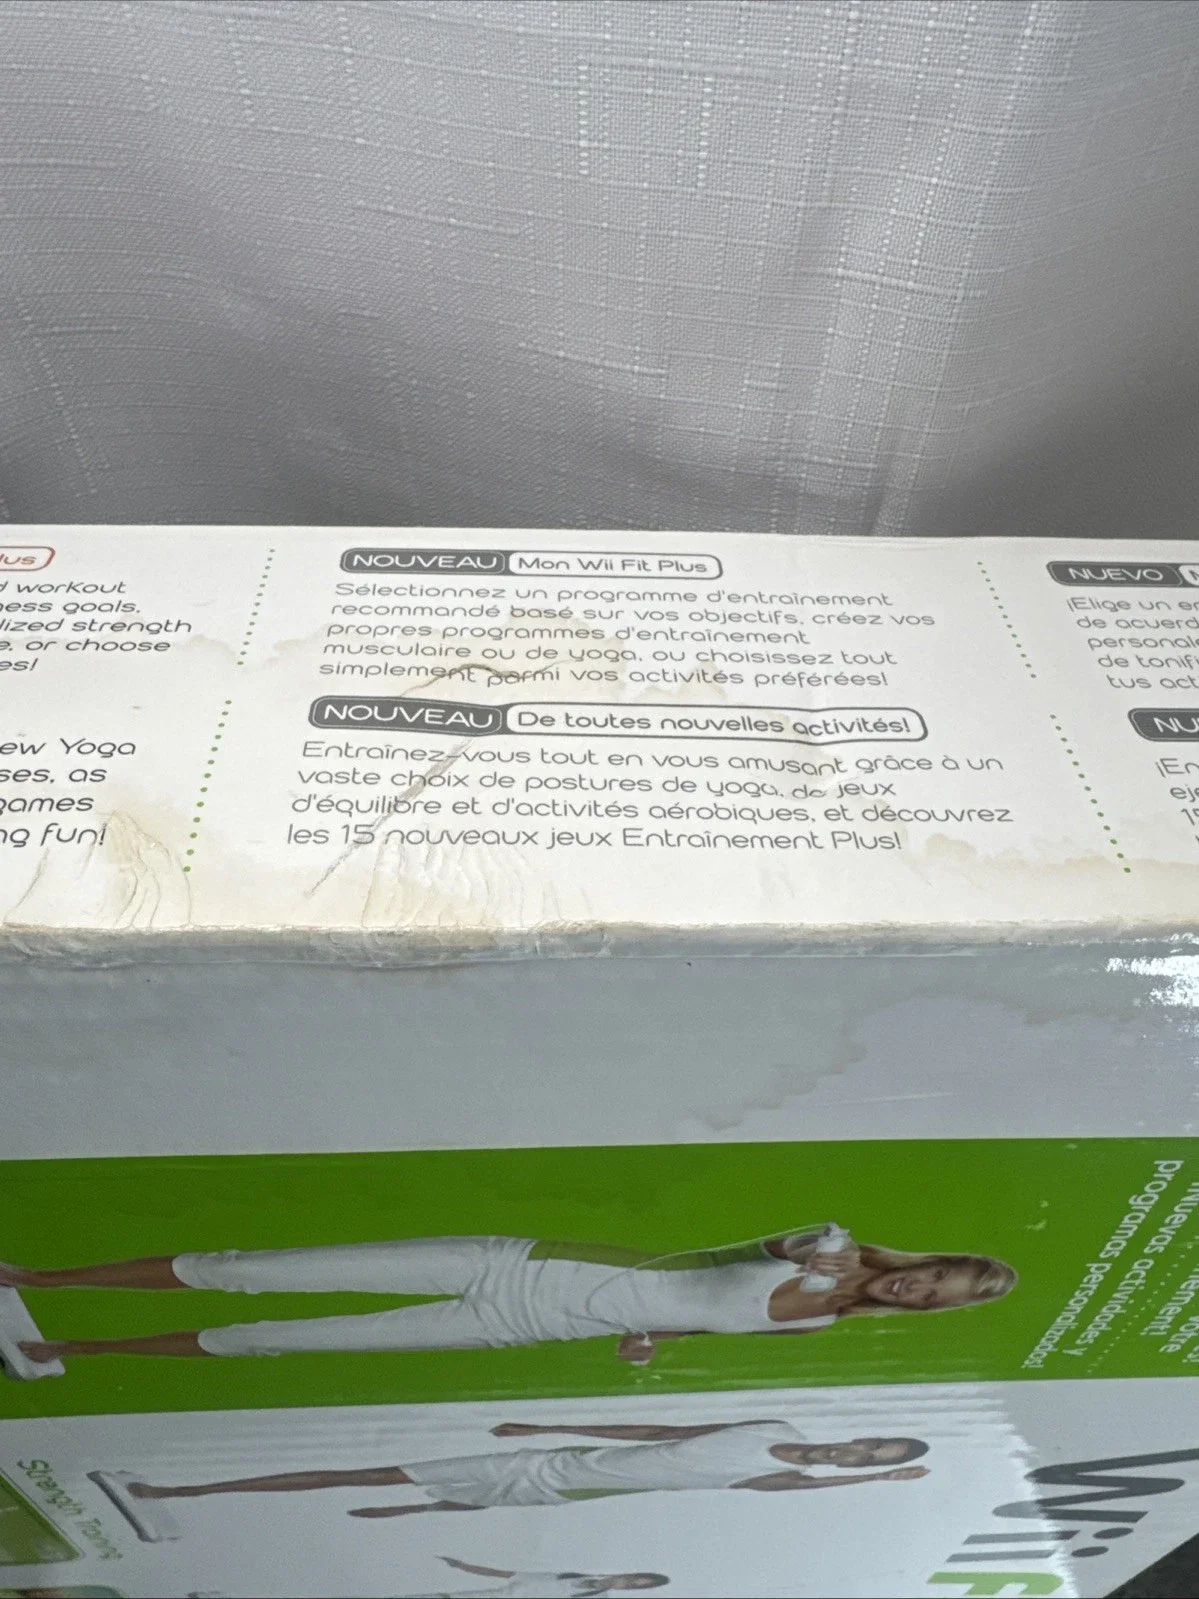 workout
ess goals.
lized strength
e, or choose
es!
ew Yoga
ses, as
games
ng fun!
NOUVEAU Mon Wii Fit Plus
Sélectionnez un programme d'entraînement
recommandé basé sur vos objectifs, créez vos
propres programmes d'entraînement
musculaire ou de yoga, ou choisissez tout
simplement parmi vos activités préférées!
NOUVEAU De toutes nouvelles activités!
Entraînez-vous tout en vous amusant grâce à un
vaste choix de postures de yoga, de jeux
d'équilibre et d'activités aérobiques, et découvrez
les 15 nouveaux jeux Entraînement Plus!
NUEVO
¡Elige un e
de acuerd
personal
de tonif
tus act
NU
¡En
eje
15
Nuevas actividades y
programas personalizados!
Strength Training
Wii F